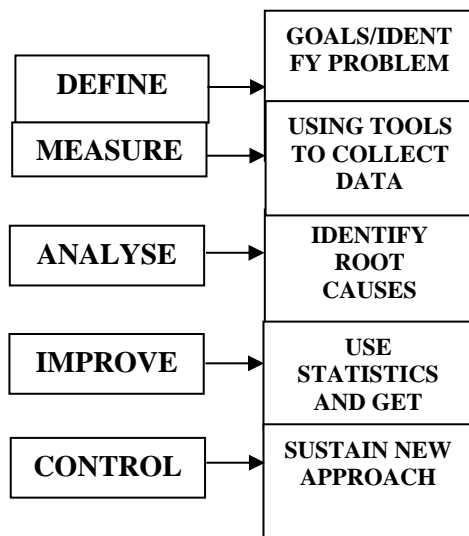 GOALS/IDENT
FY PROBLEM
DEFINE
USING TOOLS
TO COLLECT
DATA
MEASURE
IDENTIFY
ROOT
CAUSES
ANALYSE
USE
STATISTICS
AND GET
IMPROVE
SUSTAIN NEW
APPROACH
CONTROL